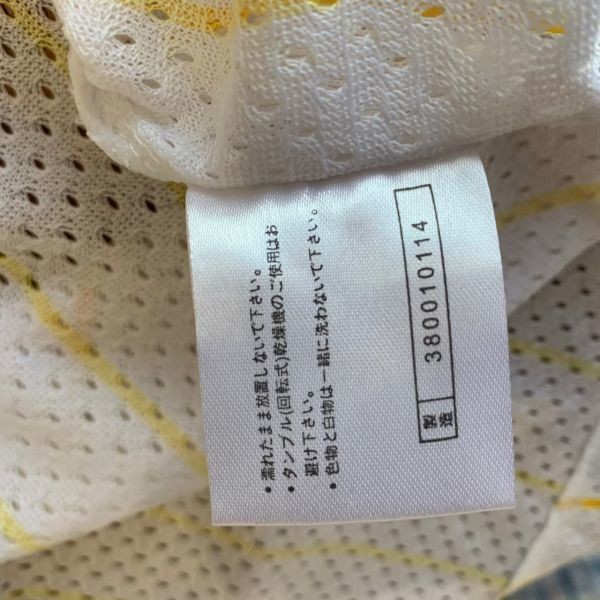 ・濡れたまま放置しないで下さい。
・タンブル(回転式)乾燥機のご使用はお
避け下さい。
・色物と白物は一緒に洗わないで下さい。
製造 380010114